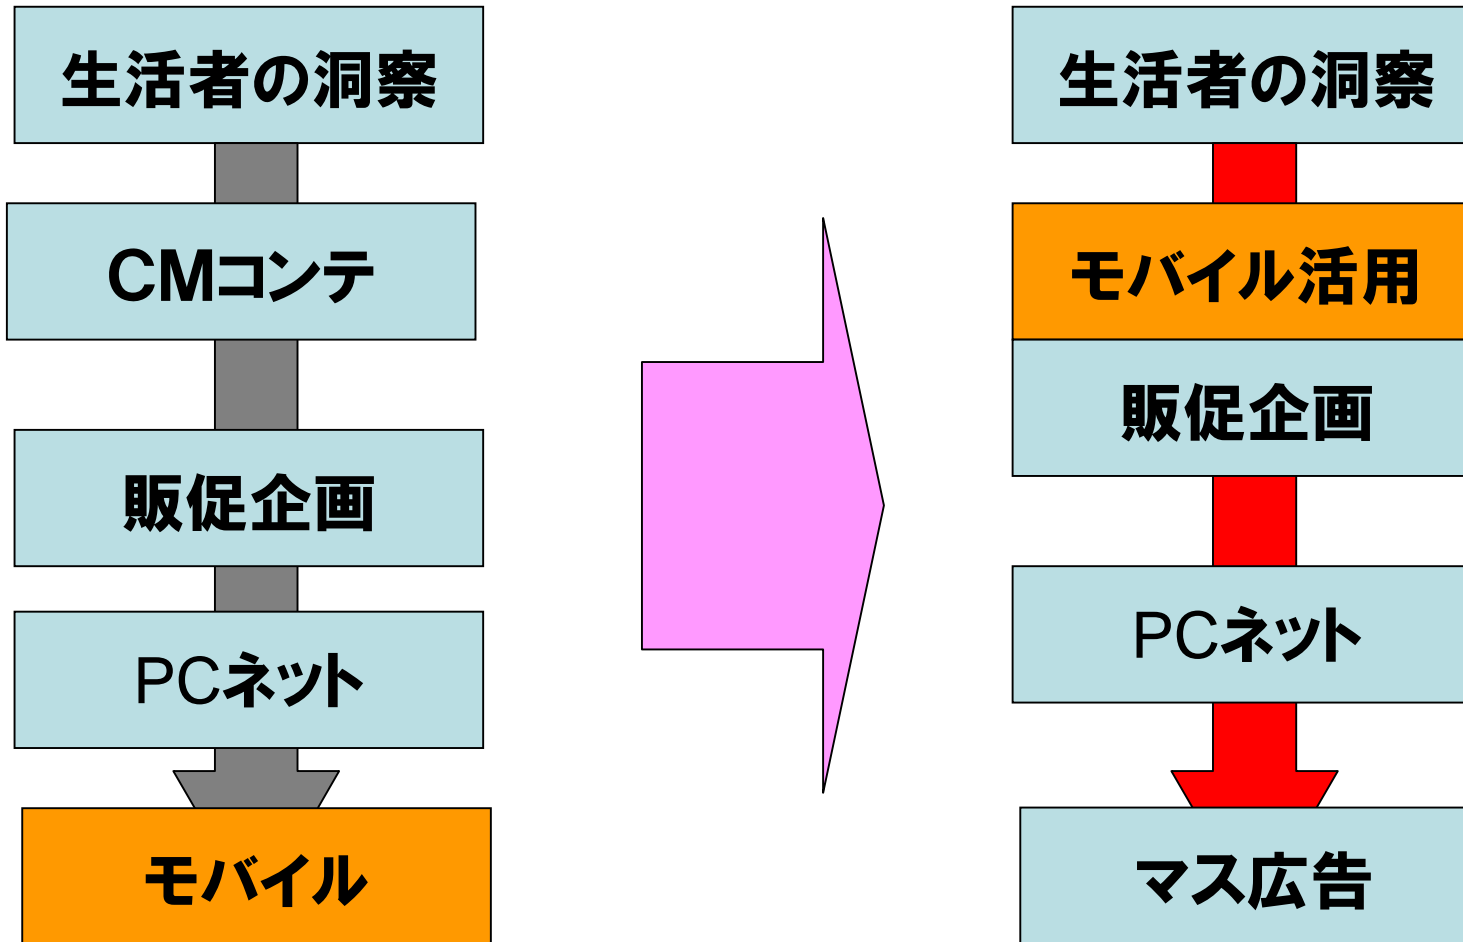 生活者の洞察
CMコンテ
販促企画
PCネット
モバイル
生活者の洞察
モバイル活用
販促企画
PCネット
マス広告